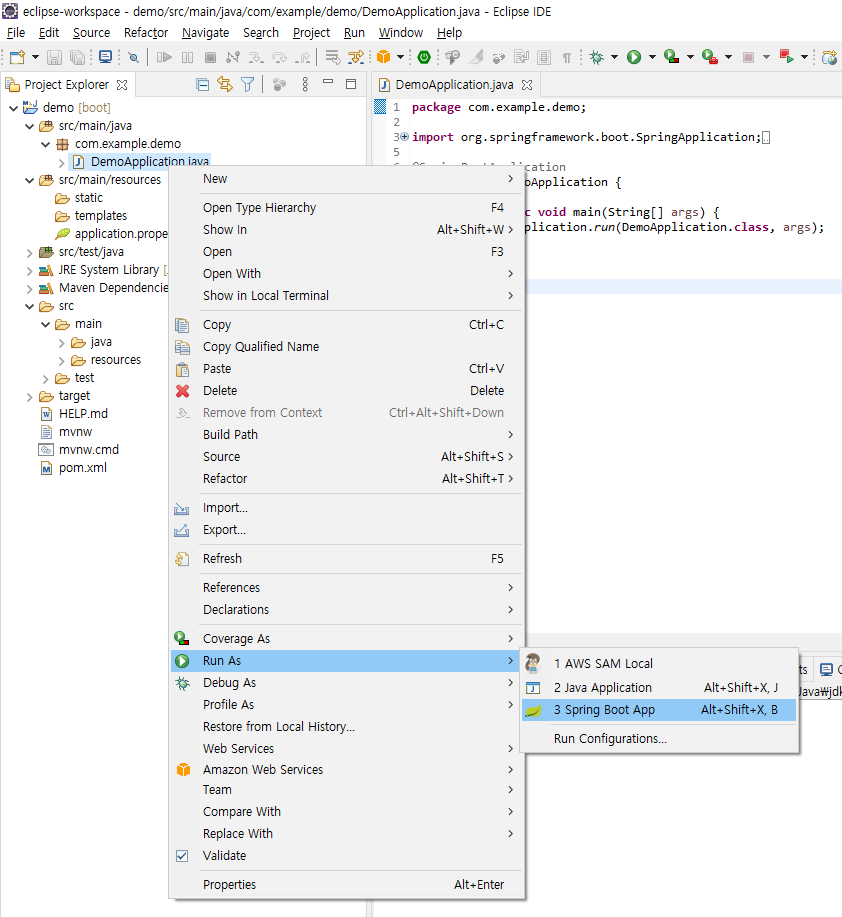 eclipse-workspace - demo/src/main/java/com/example/demo/DemoApplication.java - Eclipse IDE
File Edit Source Refactor Navigate Search Project Run Window Help
Project Explorer
demo [boot]
src/main/java
com.example.demo
DemoApplication.java
src/main/resources
static
templates
application.prope
src/test/java
JRE System Library [
Maven Dependencie
src
main
java
resources
test
target
HELP.md
mvnw
mvnw.cmd
pom.xml
DemoApplication.java
1 package com.example.demo;
2
3 import org.springframework.boot.SpringApplication;
5
6
Application {
c void main(String[] args) {
plication.run(DemoApplication.class, args);
New
Open Type Hierarchy F4
Show In Alt+Shift+W
Open F3
Open With
Show in Local Terminal
Copy Ctrl+C
Copy Qualified Name
Paste Ctrl+V
Delete Delete
Remove from Context Ctrl+Alt+Shift+Down
Build Path
Source Alt+Shift+S
Refactor Alt+Shift+T
Import...
Export...
Refresh F5
References
Declarations
Coverage As
Run As
Debug As
Profile As
Restore from Local History...
Web Services
Amazon Web Services
Team
Compare With
Replace With
Validate
Properties Alt+Enter
1 AWS SAM Local
2 Java Application Alt+Shift+X, J
3 Spring Boot App Alt+Shift+X, B
Run Configurations...
ts
Java₩jdk